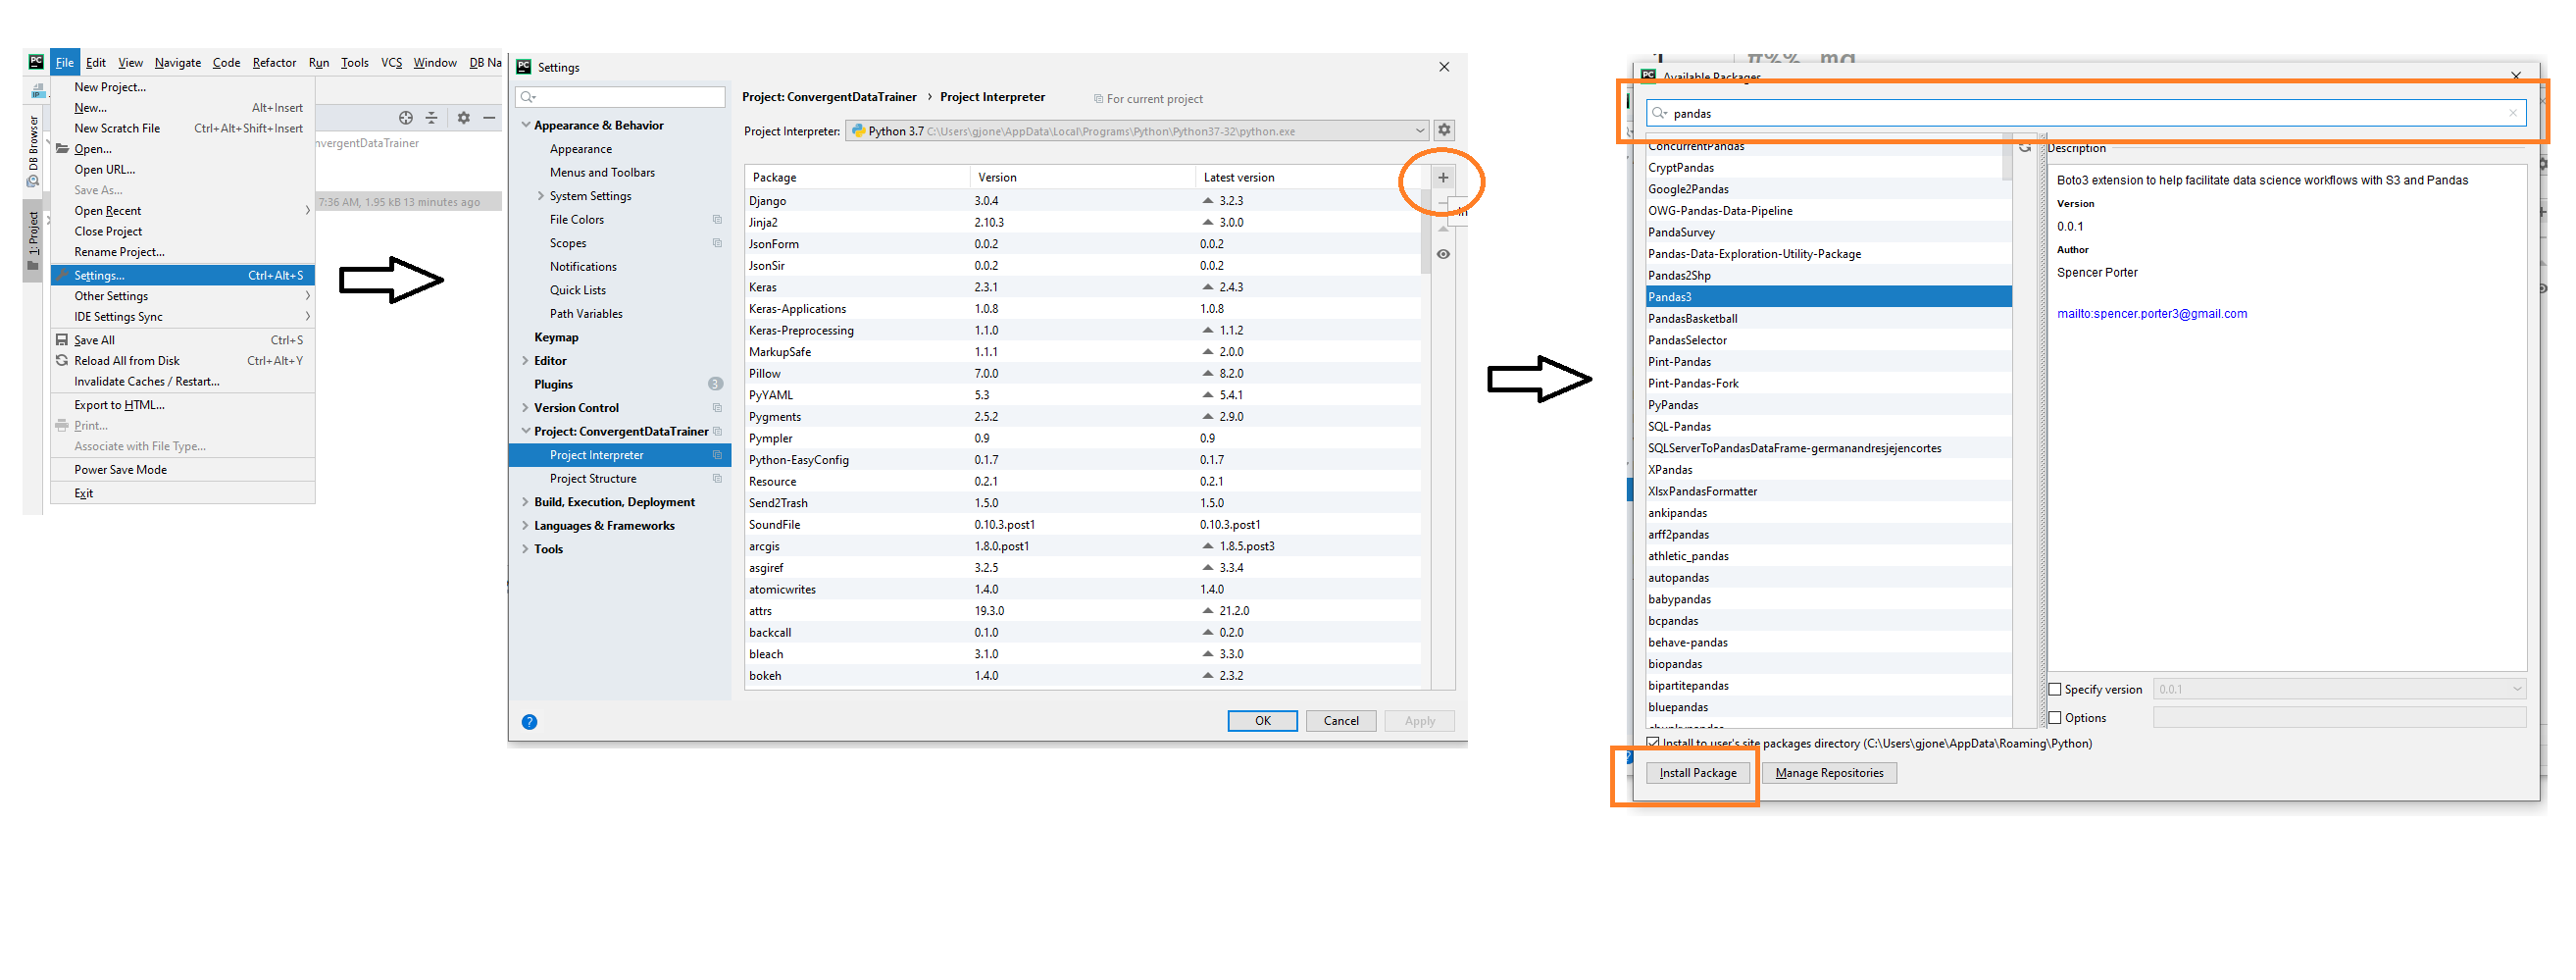 PC File Edit View Navigate Code Refactor Run Tools VCS Window DB Na
New Project...
New... Alt+Insert
New Scratch File Ctrl+Alt+Shift+Insert
Open... nvergentDataTrainer
Open URL...
Save As...
Open Recent 7:36 AM, 1.95 kB 13 minutes ago
Close Project
Rename Project...
Settings... Ctrl+Alt+S
Other Settings
IDE Settings Sync
Save All Ctrl+S
Reload All from Disk Ctrl+Alt+Y
Invalidate Caches / Restart...
Export to HTML...
Print...
Associate with File Type...
Power Save Mode
Exit
DB Browser
1: Project
PC Settings
Appearance & Behavior
Appearance
Menus and Toolbars
System Settings
File Colors
Scopes
Notifications
Quick Lists
Path Variables
Keymap
Editor
Plugins 3
Version Control
Project: ConvergentDataTrainer
Project Interpreter
Project Structure
Build, Execution, Deployment
Languages & Frameworks
Tools
Project: ConvergentDataTrainer › Project Interpreter For current project
Project Interpreter: Python 3.7 C:\Users\gjone\AppData\Local\Programs\Python\Python37-32\python.exe
Package Version Latest version
Django 3.0.4 3.2.3
Jinja2 2.10.3 3.0.0
JsonForm 0.0.2 0.0.2
JsonSir 0.0.2 0.0.2
Keras 2.3.1 2.4.3
Keras-Applications 1.0.8 1.0.8
Keras-Preprocessing 1.1.0 1.1.2
MarkupSafe 1.1.1 2.0.0
Pillow 7.0.0 8.2.0
PyYAML 5.3 5.4.1
Pygments 2.5.2 2.9.0
Pympler 0.9 0.9
Python-EasyConfig 0.1.7 0.1.7
Resource 0.2.1 0.2.1
Send2Trash 1.5.0 1.5.0
SoundFile 0.10.3.post1 0.10.3.post1
arcgis 1.8.0.post1 1.8.5.post3
asgiref 3.2.5 3.3.4
atomicwrites 1.4.0 1.4.0
attrs 19.3.0 21.2.0
backcall 0.1.0 0.2.0
bleach 3.1.0 3.3.0
bokeh 1.4.0 2.3.2
? OK Cancel Apply
#%% md
PC Available Packages
pandas
ConcurrentPandas
CryptPandas
Google2Pandas
OWG-Pandas-Data-Pipeline
PandaSurvey
Pandas-Data-Exploration-Utility-Package
Pandas2Shp
Pandas3
PandasBasketball
PandasSelector
Pint-Pandas
Pint-Pandas-Fork
PyPandas
SQL-Pandas
SQLServerToPandasDataFrame-germanandresjejencortes
XPandas
XlsxPandasFormatter
ankipandas
arff2pandas
athletic_pandas
autopandas
babypandas
bcpandas
behave-pandas
biopandas
bipartitepandas
bluepandas
Description
Boto3 extension to help facilitate data science workflows with S3 and Pandas
Version
0.0.1
Author
Spencer Porter
mailto:spencer.porter3@gmail.com
Specify version 0.0.1
Options
Install to user's site packages directory (C:\Users\gjone\AppData\Roaming\Python)
Install Package Manage Repositories